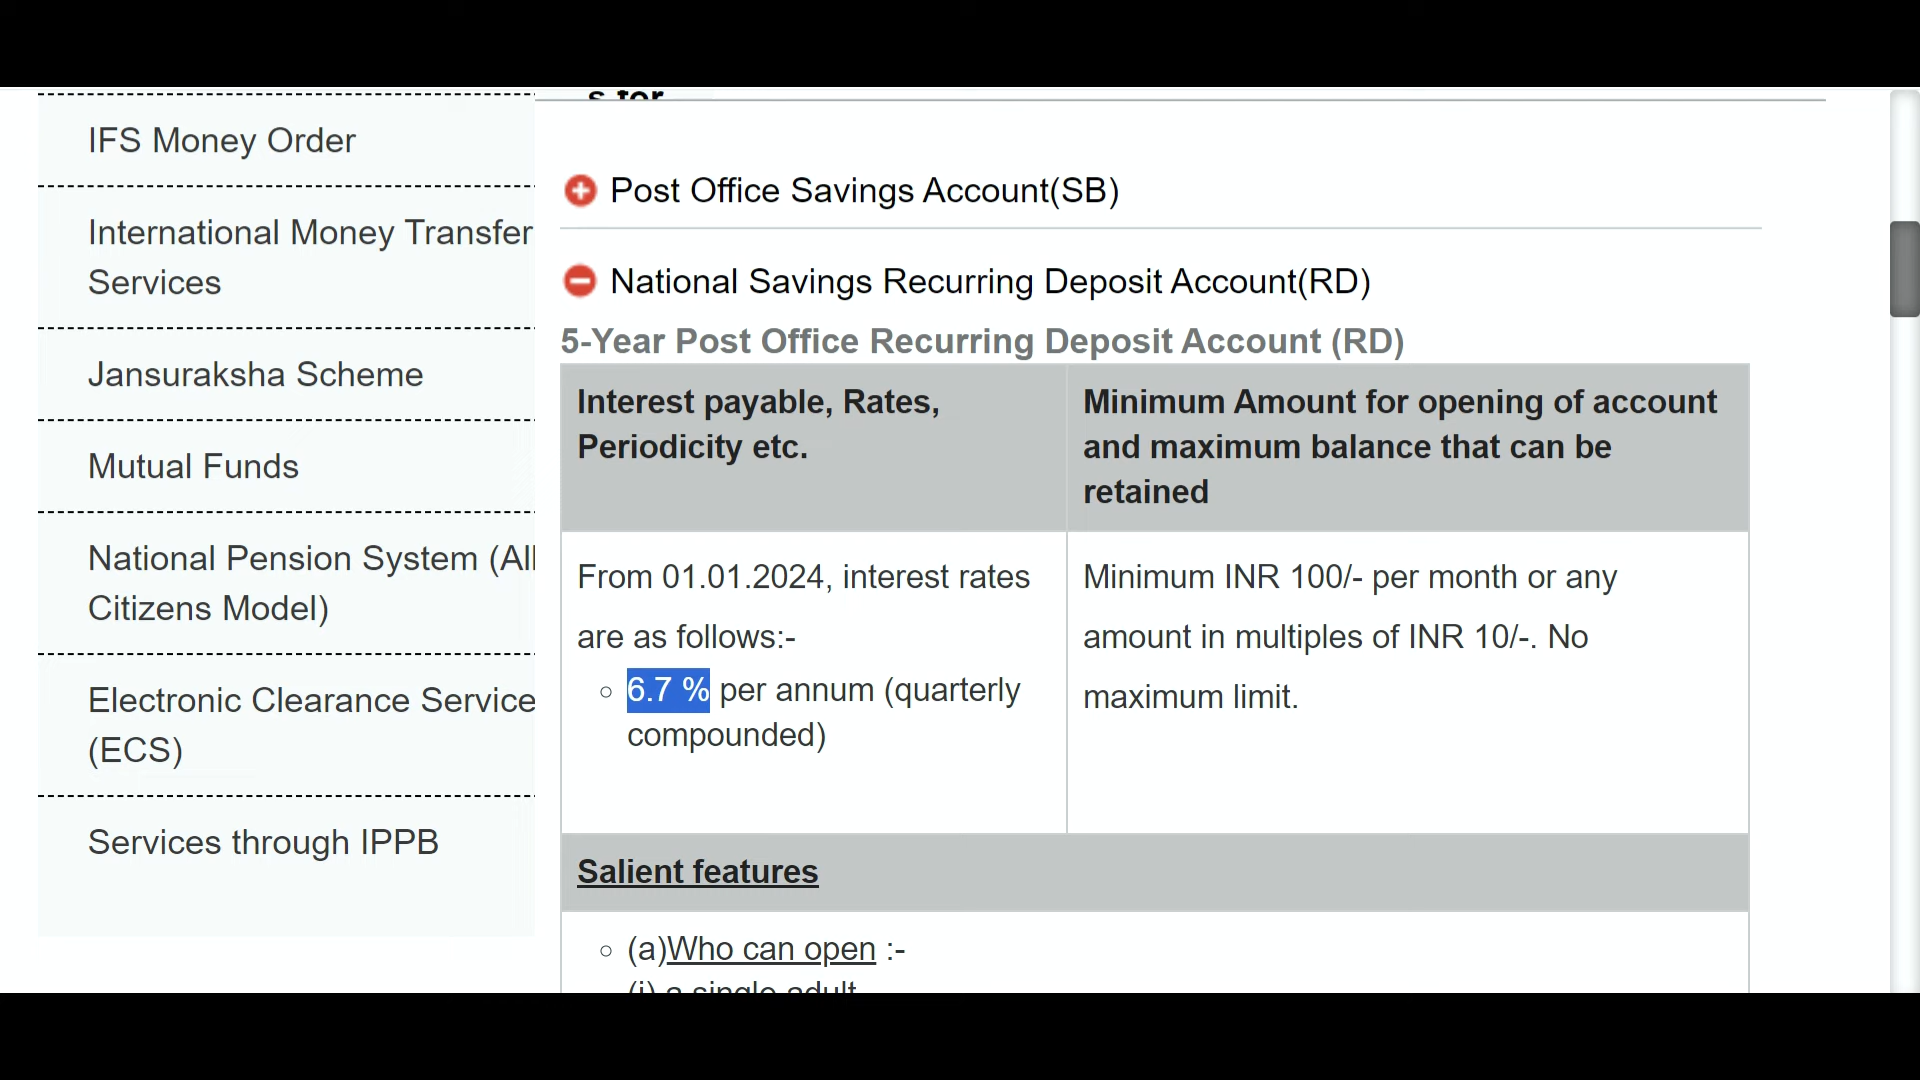 IFS Money Order
International Money Transfer
Services
Jansuraksha Scheme
Mutual Funds
National Pension System (All
Citizens Model)
Electronic Clearance Service
(ECS)
Services through IPPB
s for
Post Office Savings Account(SB)
National Savings Recurring Deposit Account(RD)
5-Year Post Office Recurring Deposit Account (RD)
Interest payable, Rates,
Periodicity etc.
Minimum Amount for opening of account
and maximum balance that can be
retained
From 01.01.2024, interest rates
are as follows:-
6.7 % per annum (quarterly
compounded)
Minimum INR 100/- per month or any
amount in multiples of INR 10/-. No
maximum limit.
Salient features
(a)Who can open :-
(i) a single adult